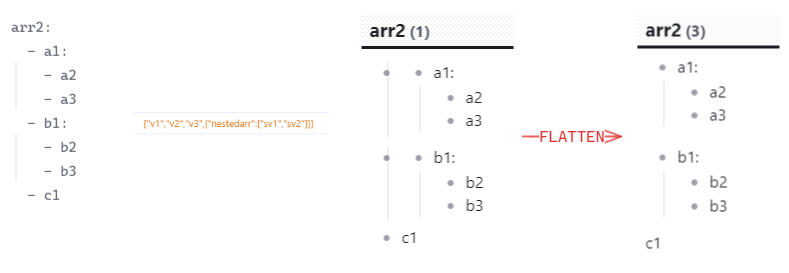 arr2:
- a1:
- a2
- a3
- b1:
- b2
- b3
- c1
["v1","v2","v3",{"nestedarr":["sv1","sv2"]}]
arr2 (1)
a1:
a2
a3
b1:
b2
b3
c1
FLATTEN
arr2 (3)
a1:
a2
a3
b1:
b2
b3
c1